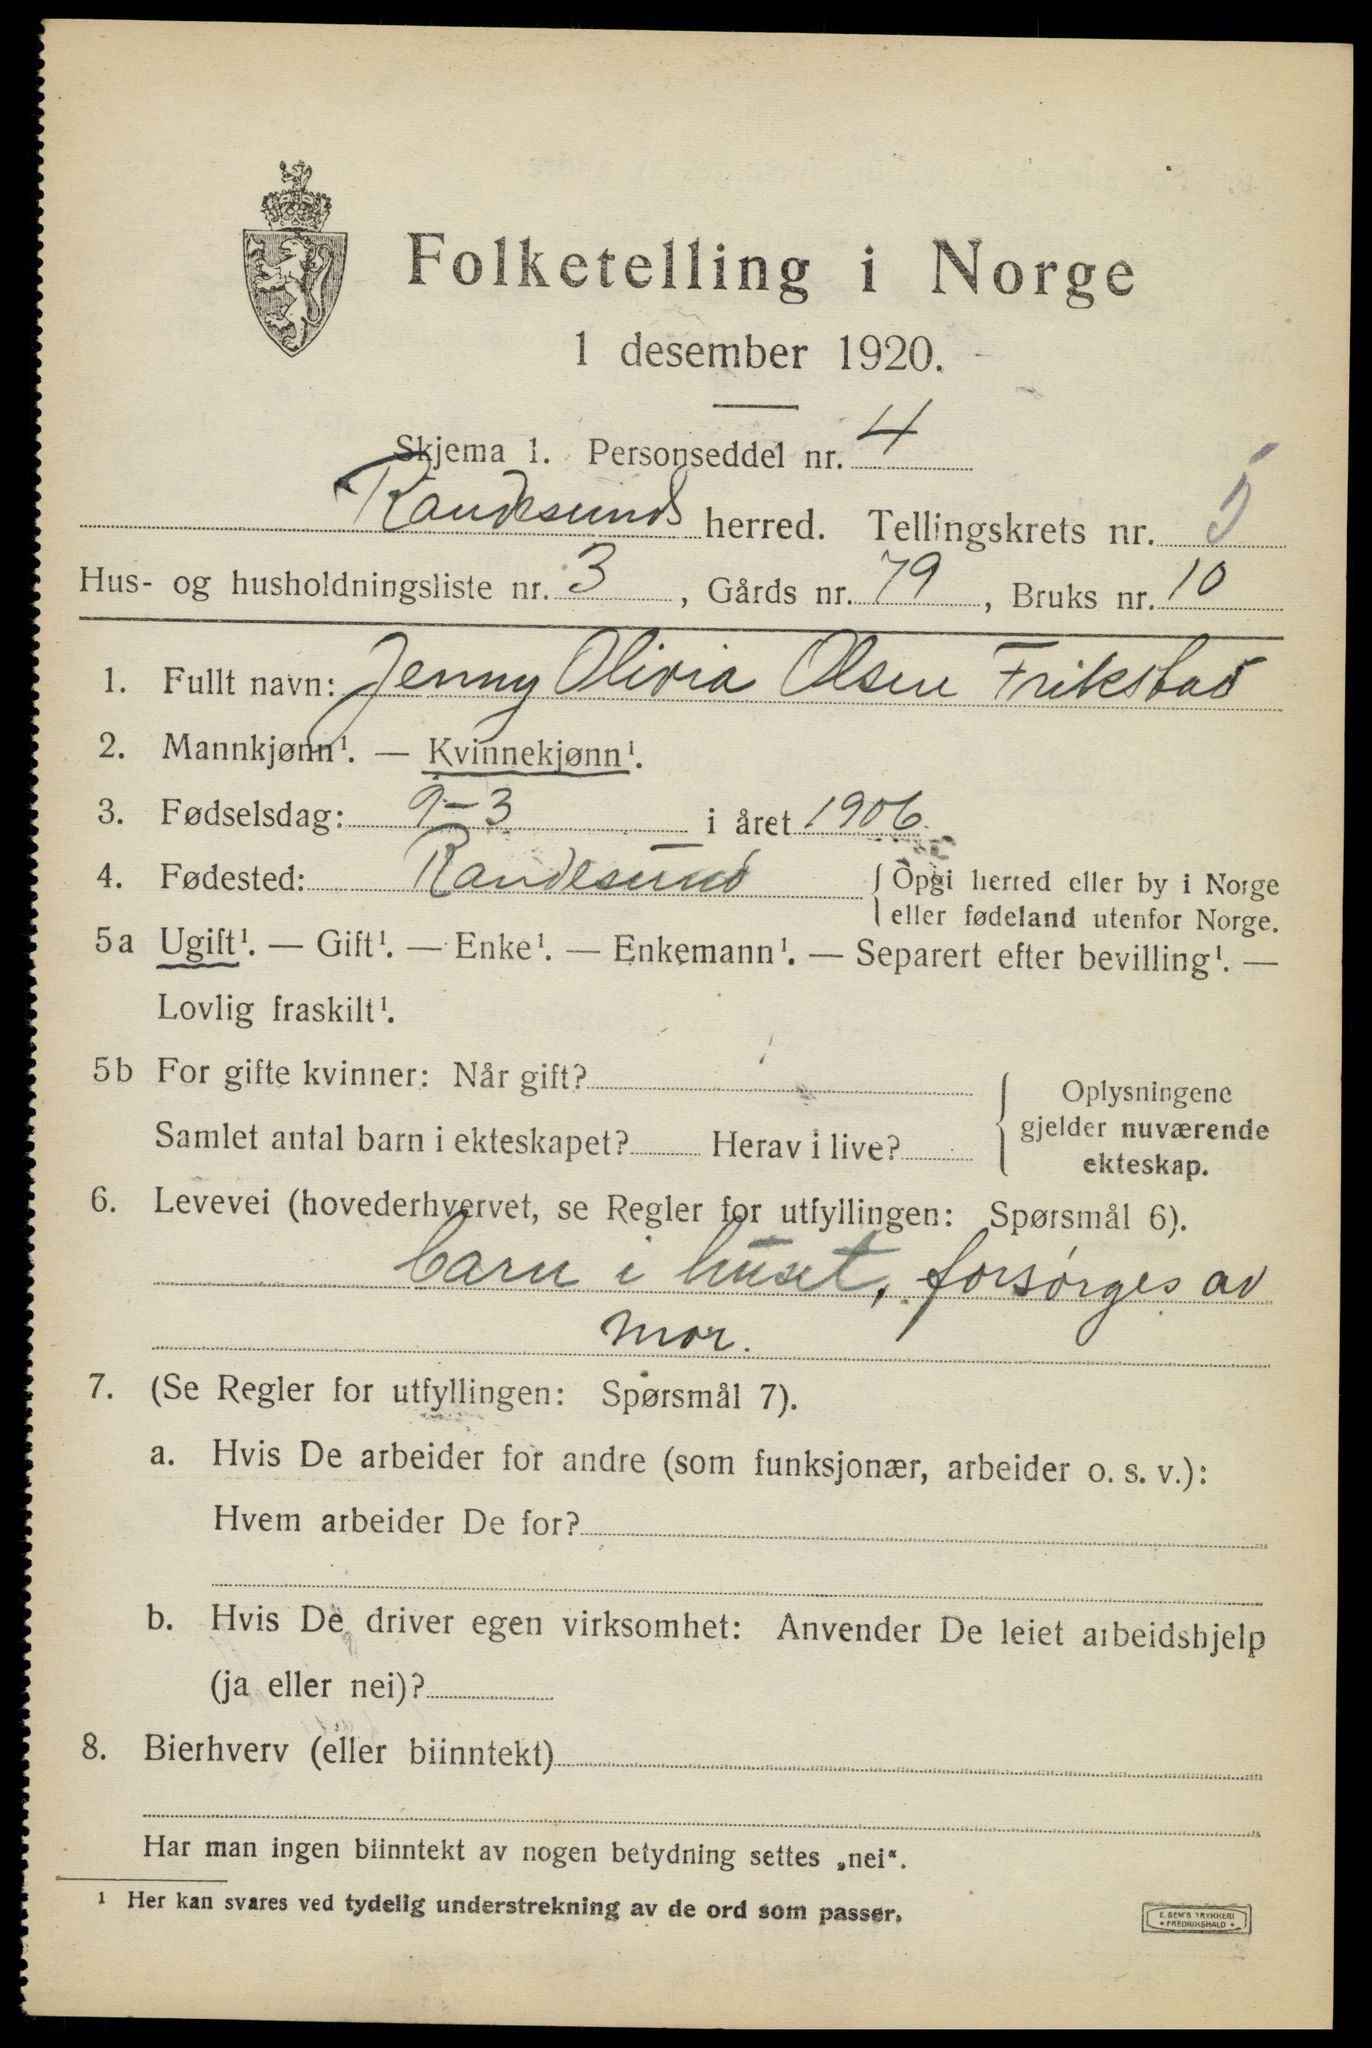 Folketelling i Norge
1 desember 1920.
Skjema 1. Personseddel nr. 4
Randesunds herred. Tellingskrets nr. 5
Hus- og husholdningsliste nr. 3, Gårds nr. 79, Bruks nr. 10
1. Fullt navn: Jenny Olivia Olsen Frikstad
2. Mannkjønn¹. — Kvinnekjønn¹.
3. Fødselsdag: 9-3 i året 1906
4. Fødested: Randesund { Opgi herred eller by i Norge
eller fødeland utenfor Norge.
5a Ugift¹. — Gift¹. — Enke¹. — Enkemann¹. — Separert efter bevilling¹. —
Lovlig fraskilt¹.
5b For gifte kvinner: Når gift? Oplysningene
Samlet antal barn i ekteskapet? Herav i live? gjelder nuværende
ekteskap.
6. Levevei (hovederhvervet, se Regler for utfyllingen: Spørsmål 6).
barn i huset, forsørges av
mor.
7. (Se Regler for utfyllingen: Spørsmål 7).
a. Hvis De arbeider for andre (som funksjonær, arbeider o. s. v.):
Hvem arbeider De for?
b. Hvis De driver egen virksomhet: Anvender De leiet arbeidshjelp
(ja eller nei)?
8. Bierhverv (eller biinntekt)
Har man ingen biinntekt av nogen betydning settes „nei“.
¹ Her kan svares ved tydelig understrekning av de ord som passer.
E. SEM'S TRYKKERI
• FREDRIKSHALD •